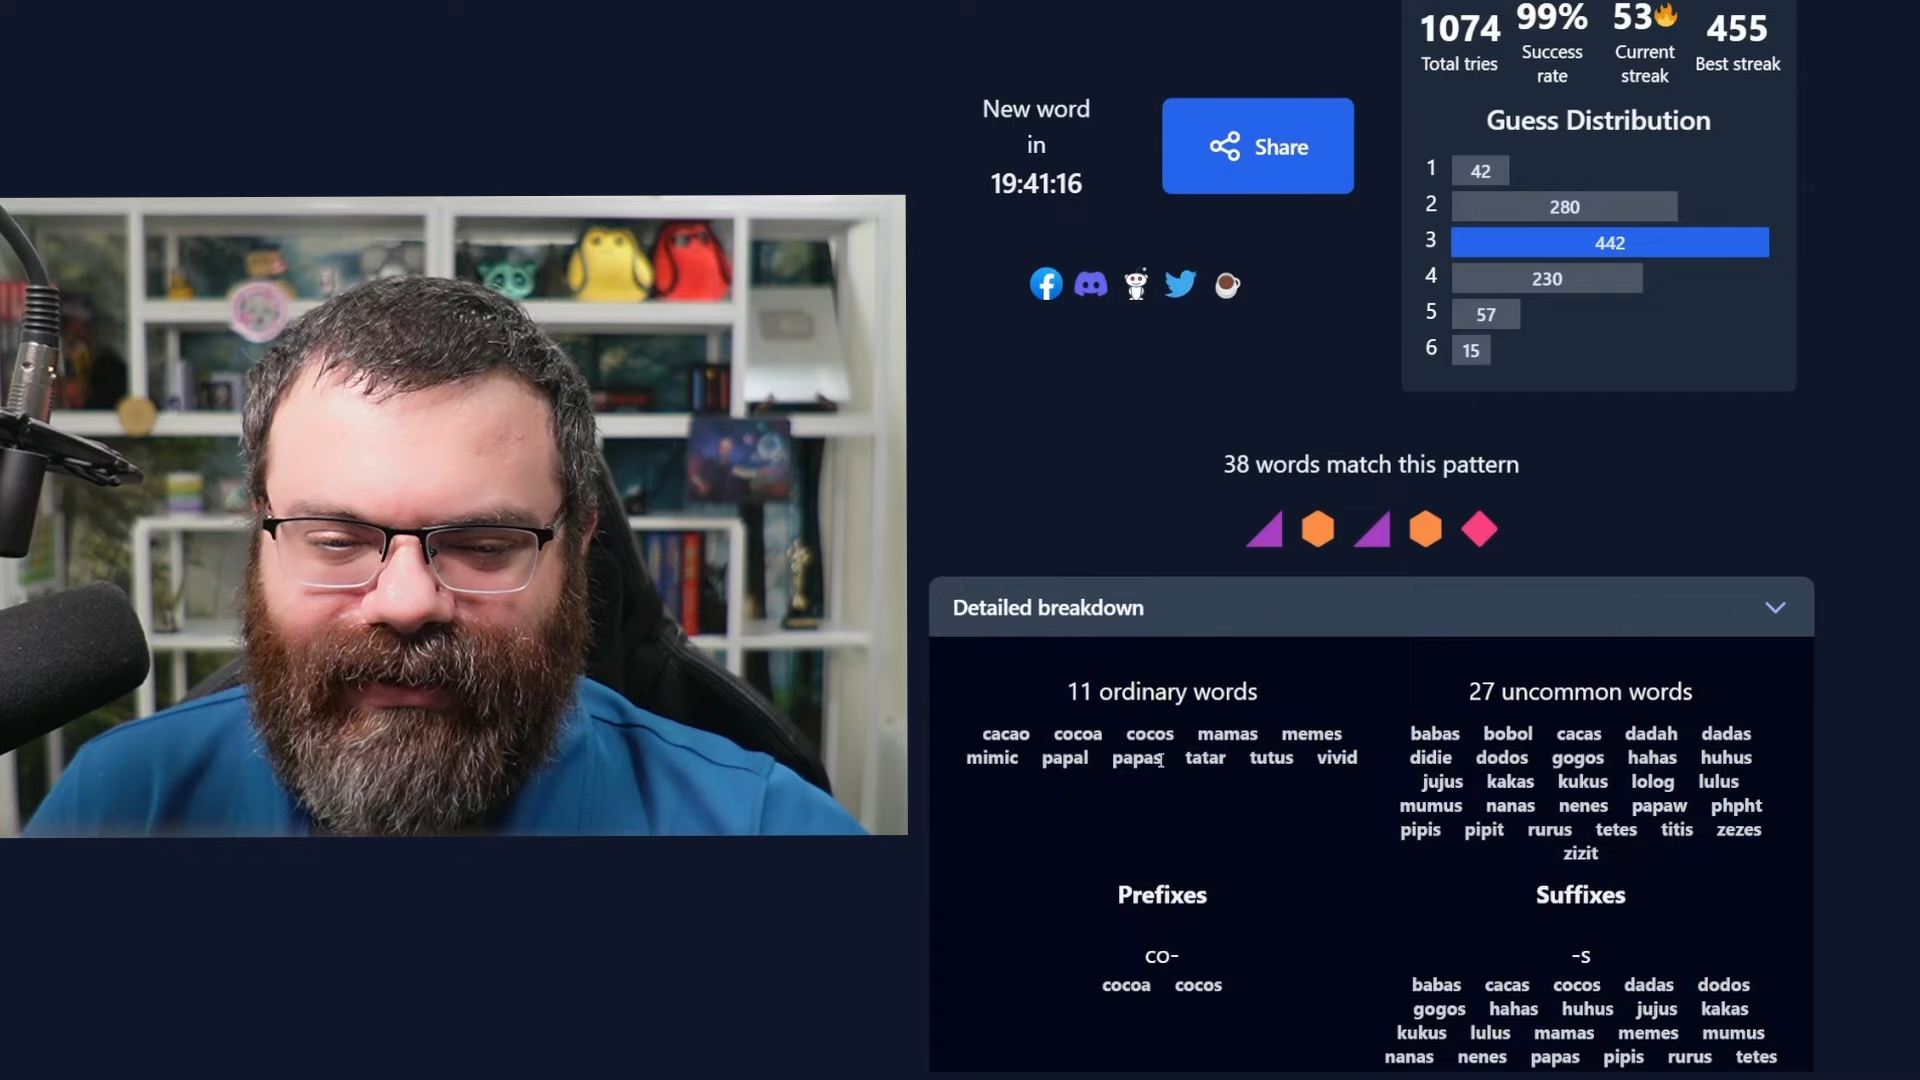 1074
99%
53
455
Total tries
Success
rate
Current
streak
Best streak
New word
in
19:41:16
Share
Guess Distribution
1 42
2 280
3 442
4 230
5 57
6 15
38 words match this pattern
Detailed breakdown
11 ordinary words
cacao cocoa cocos mamas memes
mimic papal papas tatar tutus vivid
27 uncommon words
babas bobol cacas dadah dadas
didie dodos gogos hahas huhus
jujus kakas kukus lolog lulus
mumus nanas nenes papaw phpht
pipis pipit rurus tetes titis zezes
zizit
Prefixes
co-
cocoa cocos
Suffixes
-s
babas cacas cocos dadas dodos
gogos hahas huhus jujus kakas
kukus lulus mamas memes mumus
nanas nenes papas pipis rurus tetes